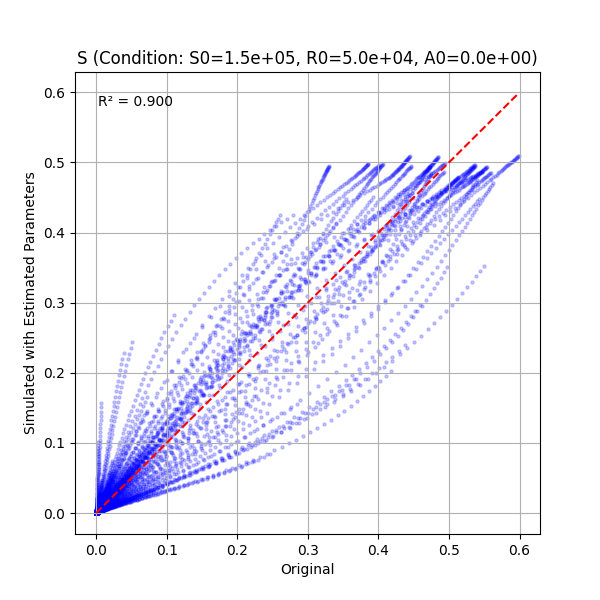 S (Condition: S0=1.5e+05, R0=5.0e+04, A0=0.0e+00)
R² = 0.900
0.6
0.5
0.4
0.3
0.2
0.1
0.0
Simulated with Estimated Parameters
0.0 0.1 0.2 0.3 0.4 0.5 0.6
Original